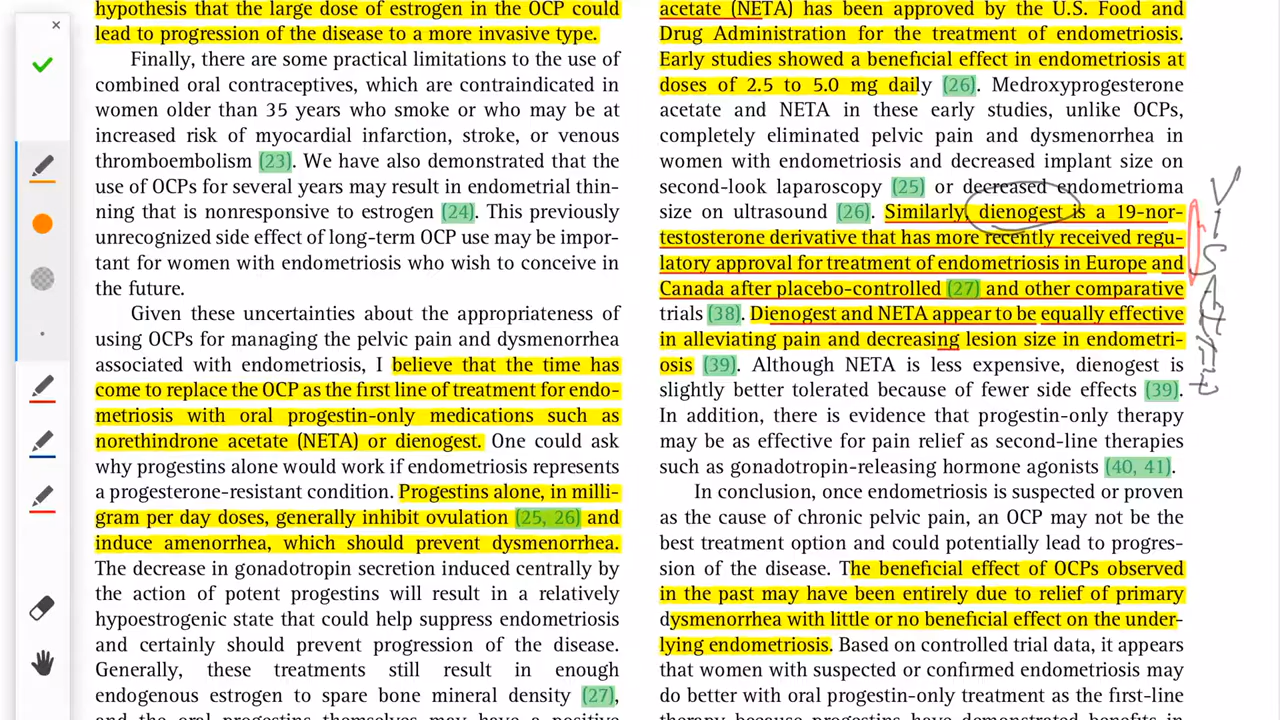 hypothesis that the large dose of estrogen in the OCP could
lead to progression of the disease to a more invasive type.
Finally, there are some practical limitations to the use of
combined oral contraceptives, which are contraindicated in
women older than 35 years who smoke or who may be at
increased risk of myocardial infarction, stroke, or venous
thromboembolism (23). We have also demonstrated that the
use of OCPs for several years may result in endometrial thin-
ning that is nonresponsive to estrogen (24). This previously
unrecognized side effect of long-term OCP use may be impor-
tant for women with endometriosis who wish to conceive in
the future.
Given these uncertainties about the appropriateness of
using OCPs for managing the pelvic pain and dysmenorrhea
associated with endometriosis, I believe that the time has
come to replace the OCP as the first line of treatment for endo-
metriosis with oral progestin-only medications such as
norethindrone acetate (NETA) or dienogest. One could ask
why progestins alone would work if endometriosis represents
a progesterone-resistant condition. Progestins alone, in milli-
gram per day doses, generally inhibit ovulation (25, 26) and
induce amenorrhea, which should prevent dysmenorrhea.
The decrease in gonadotropin secretion induced centrally by
the action of potent progestins will result in a relatively
hypoestrogenic state that could help suppress endometriosis
and certainly should prevent progression of the disease.
Generally, these treatments still result in enough
endogenous estrogen to spare bone mineral density (27),
and the oral progestins themselves may have a positive
acetate (NETA) has been approved by the U.S. Food and
Drug Administration for the treatment of endometriosis.
Early studies showed a beneficial effect in endometriosis at
doses of 2.5 to 5.0 mg daily (26). Medroxyprogesterone
acetate and NETA in these early studies, unlike OCPs,
completely eliminated pelvic pain and dysmenorrhea in
women with endometriosis and decreased implant size on
second-look laparoscopy (25) or decreased endometrioma
size on ultrasound (26). Similarly, dienogest is a 19-nor-
testosterone derivative that has more recently received regu-
latory approval for treatment of endometriosis in Europe and
Canada after placebo-controlled (27) and other comparative
trials (38). Dienogest and NETA appear to be equally effective
in alleviating pain and decreasing lesion size in endometri-
osis (39). Although NETA is less expensive, dienogest is
slightly better tolerated because of fewer side effects (39).
In addition, there is evidence that progestin-only therapy
may be as effective for pain relief as second-line therapies
such as gonadotropin-releasing hormone agonists (40, 41).
In conclusion, once endometriosis is suspected or proven
as the cause of chronic pelvic pain, an OCP may not be the
best treatment option and could potentially lead to progres-
sion of the disease. The beneficial effect of OCPs observed
in the past may have been entirely due to relief of primary
dysmenorrhea with little or no beneficial effect on the under-
lying endometriosis. Based on controlled trial data, it appears
that women with suspected or confirmed endometriosis may
do better with oral progestin-only treatment as the first-line
therapy because progestins have demonstrated benefits in